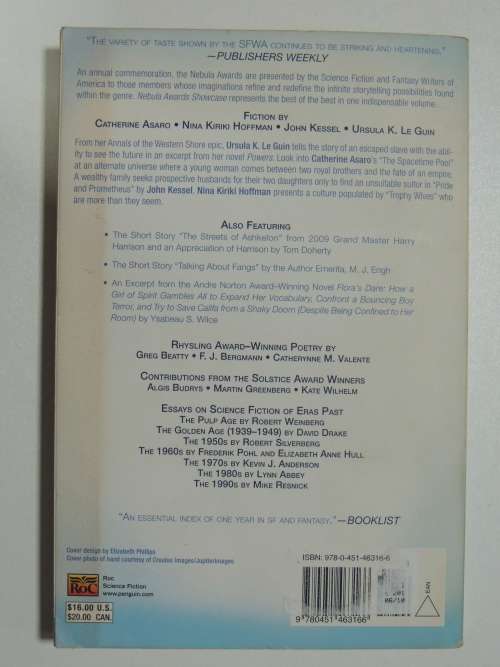 "The variety of taste shown by the SFWA continues to be striking and heartening."
—PUBLISHERS WEEKLY
An annual commemoration, the Nebula Awards are presented by the Science Fiction and Fantasy Writers of
America to those members whose imaginations refine and redefine the infinite storytelling possibilities found
within the genre. Nebula Awards Showcase represents the best of the best in one indispensable volume.
Fiction by
Catherine Asaro • Nina Kiriki Hoffman • John Kessel • Ursula K. Le Guin
From her Annals of the Western Shore epic, Ursula K. Le Guin tells the story of an escaped slave with the abil-
ity to see the future in an excerpt from her novel Powers. Look into Catherine Asaro's "The Spacetime Pool"
at an alternate universe where a young woman comes between two royal brothers and the fate of an empire.
A wealthy family seeks prospective husbands for their two daughters only to find an unsuitable suitor in "Pride
and Prometheus" by John Kessel. Nina Kiriki Hoffman presents a culture populated by "Trophy Wives" who
are more than they seem.
Also Featuring
• The Short Story "The Streets of Ashkelon" from 2009 Grand Master Harry
Harrison and an Appreciation of Harrison by Tom Doherty
• The Short Story "Talking About Fangs" by the Author Emerita, M. J. Engh
• An Excerpt from the Andre Norton Award–Winning Novel Flora's Dare: How a
Girl of Spirit Gambles All to Expand Her Vocabulary, Confront a Bouncing Boy
Terror, and Try to Save Califa from a Shaky Doom (Despite Being Confined to Her
Room) by Ysabeau S. Wilce
Rhysling Award–Winning Poetry by
Greg Beatty • F. J. Bergmann • Catherynne M. Valente
Contributions from the Solstice Award Winners
Algis Budrys • Martin Greenberg • Kate Wilhelm
Essays on Science Fiction of Eras Past
The Pulp Age by Robert Weinberg
The Golden Age (1939–1949) by David Drake
The 1950s by Robert Silverberg
The 1960s by Frederik Pohl and Elizabeth Anne Hull
The 1970s by Kevin J. Anderson
The 1980s by Lynn Abbey
The 1990s by Mike Resnick
"An essential index of one year in SF and fantasy."—BOOKLIST
Cover design by Elizabeth Phillips
Cover photo of hand courtesy of Creatas Images/Jupiterimages
ROC
Roc
Science Fiction
www.penguin.com
$16.00 U.S.
$20.00 CAN.
ISBN: 978-0-451-46316-6
06/10
EAN
9 780451 463166